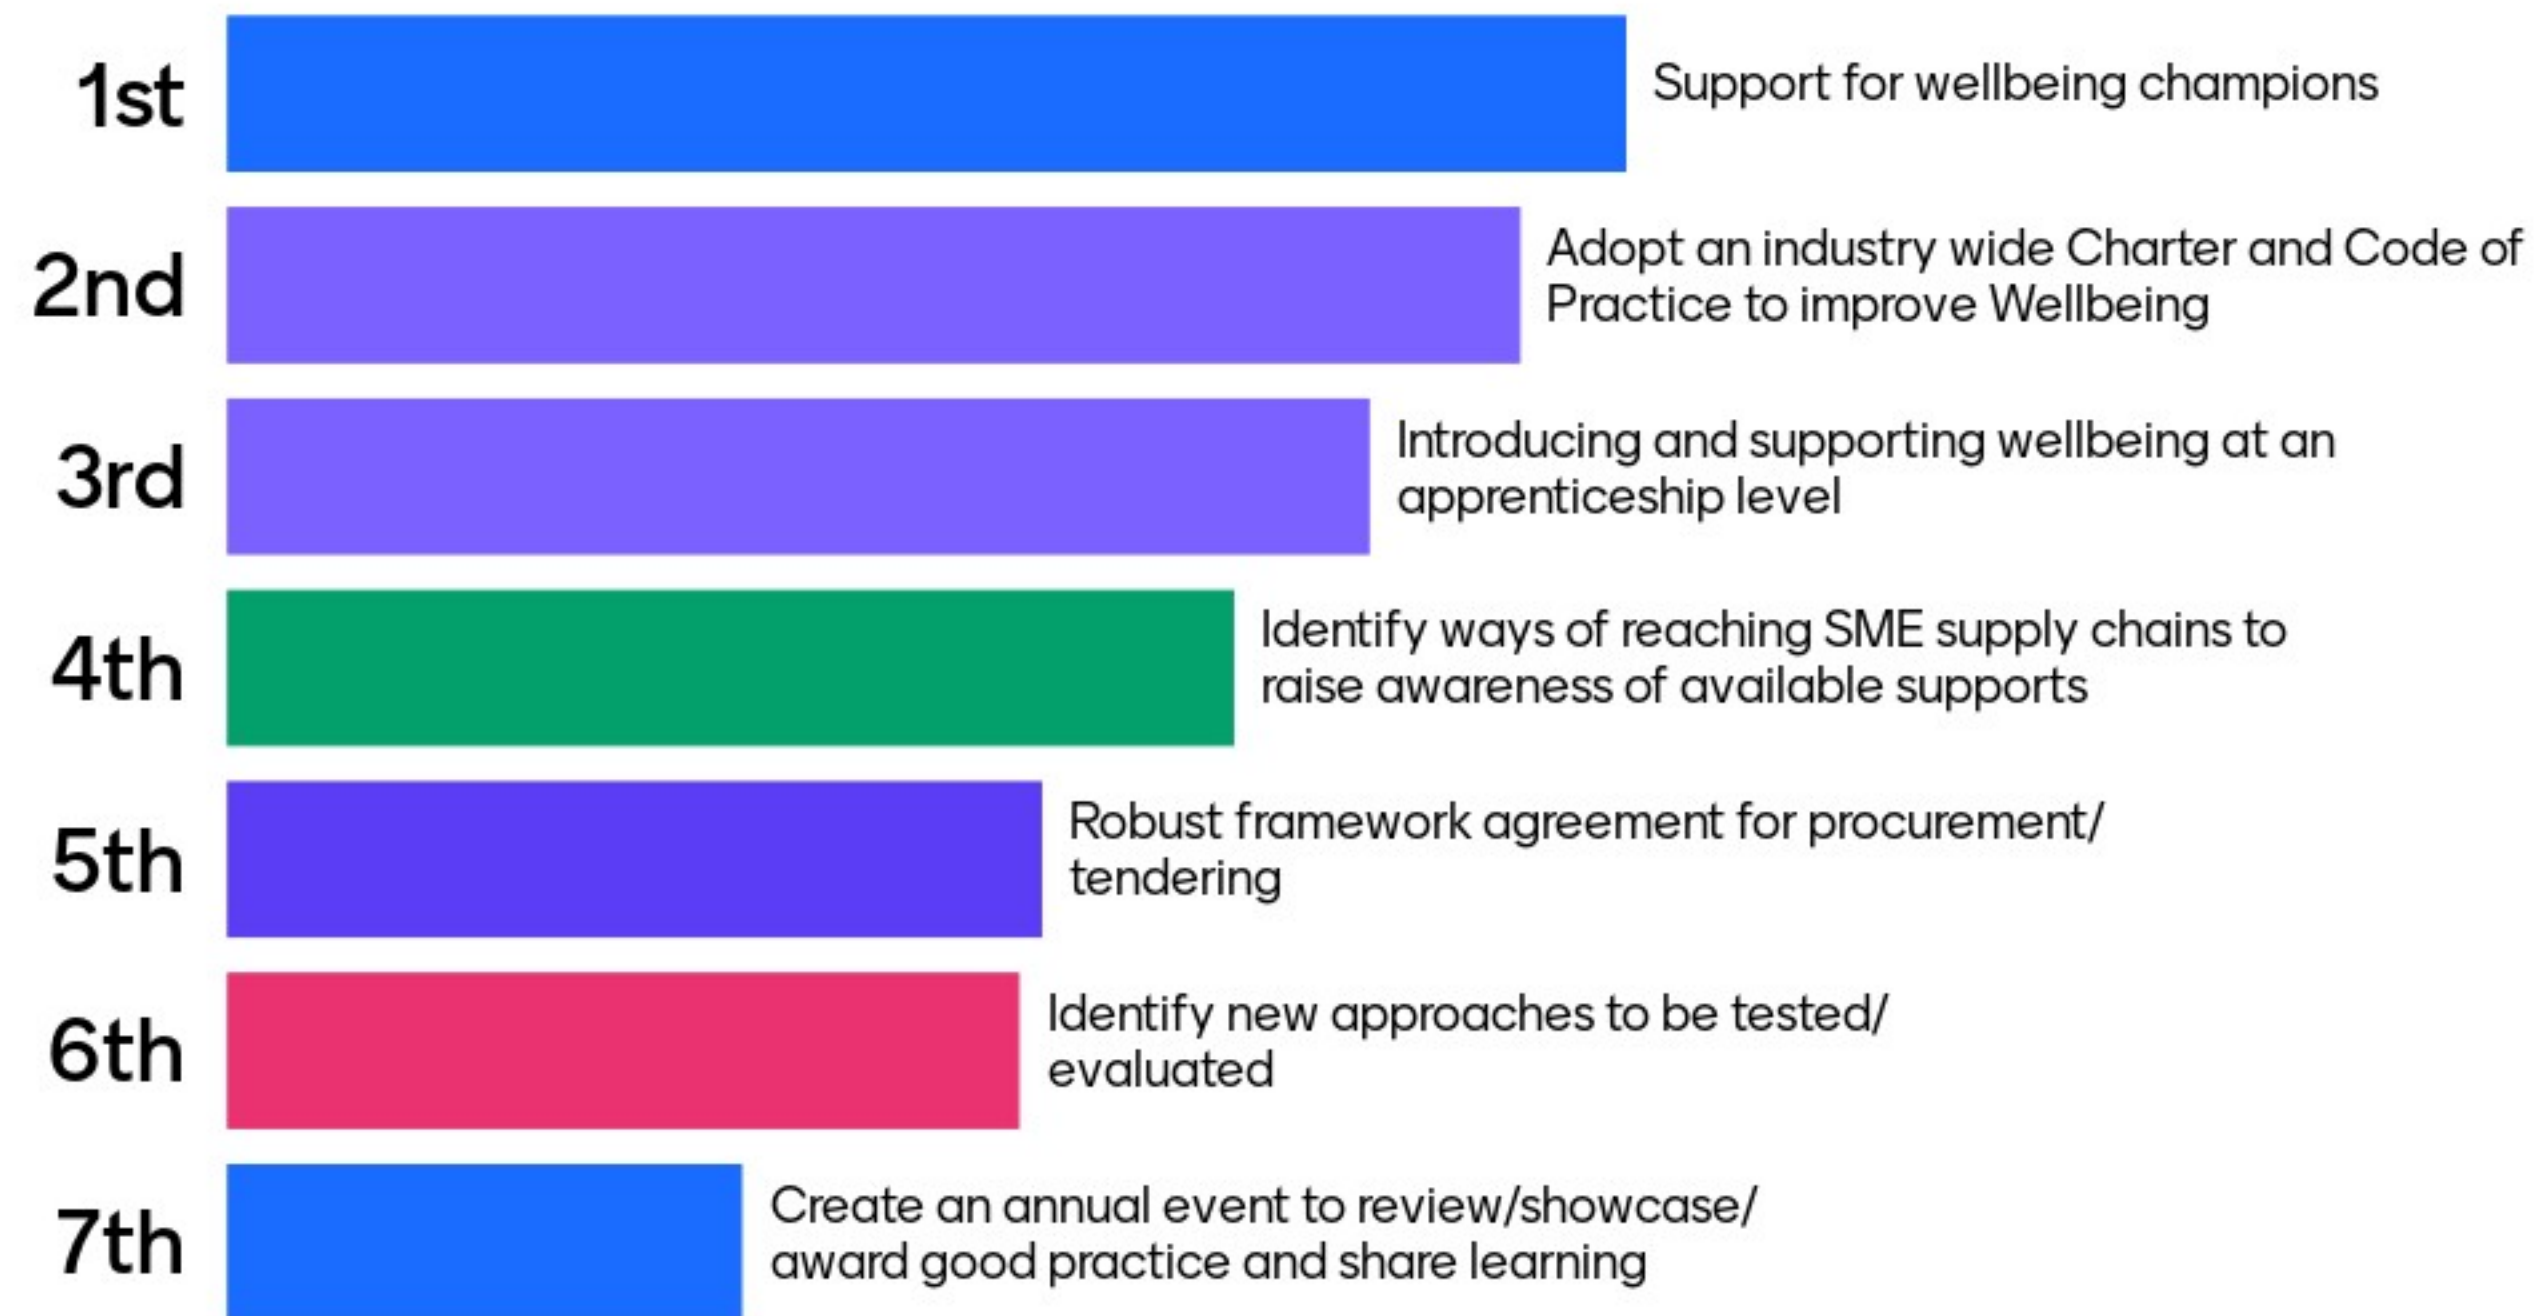 1st
Support for wellbeing champions
2nd
Adopt an industry wide Charter and Code of
Practice to improve Wellbeing
3rd
Introducing and supporting wellbeing at an
apprenticeship level
4th
Identify ways of reaching SME supply chains to
raise awareness of available supports
5th
Robust framework agreement for procurement/
tendering
6th
Identify new approaches to be tested/
evaluated
7th
Create an annual event to review/showcase/
award good practice and share learning